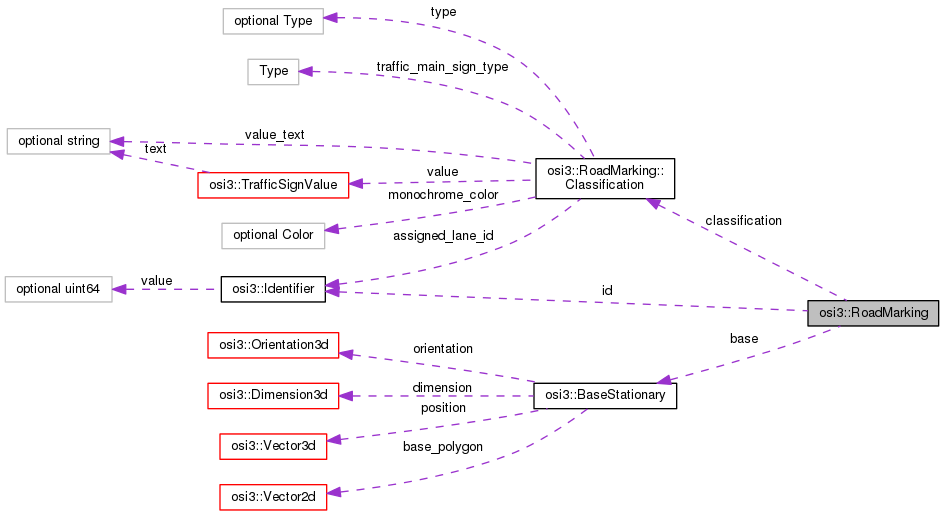 optional Type
type
Type
traffic_main_sign_type
optional string
value_text
text
osi3::TrafficSignValue
value
osi3::RoadMarking::
Classification
monochrome_color
optional Color
assigned_lane_id
classification
optional uint64
value
osi3::Identifier
id
osi3::RoadMarking
osi3::Orientation3d
orientation
base
osi3::Dimension3d
dimension
osi3::BaseStationary
position
osi3::Vector3d
base_polygon
osi3::Vector2d